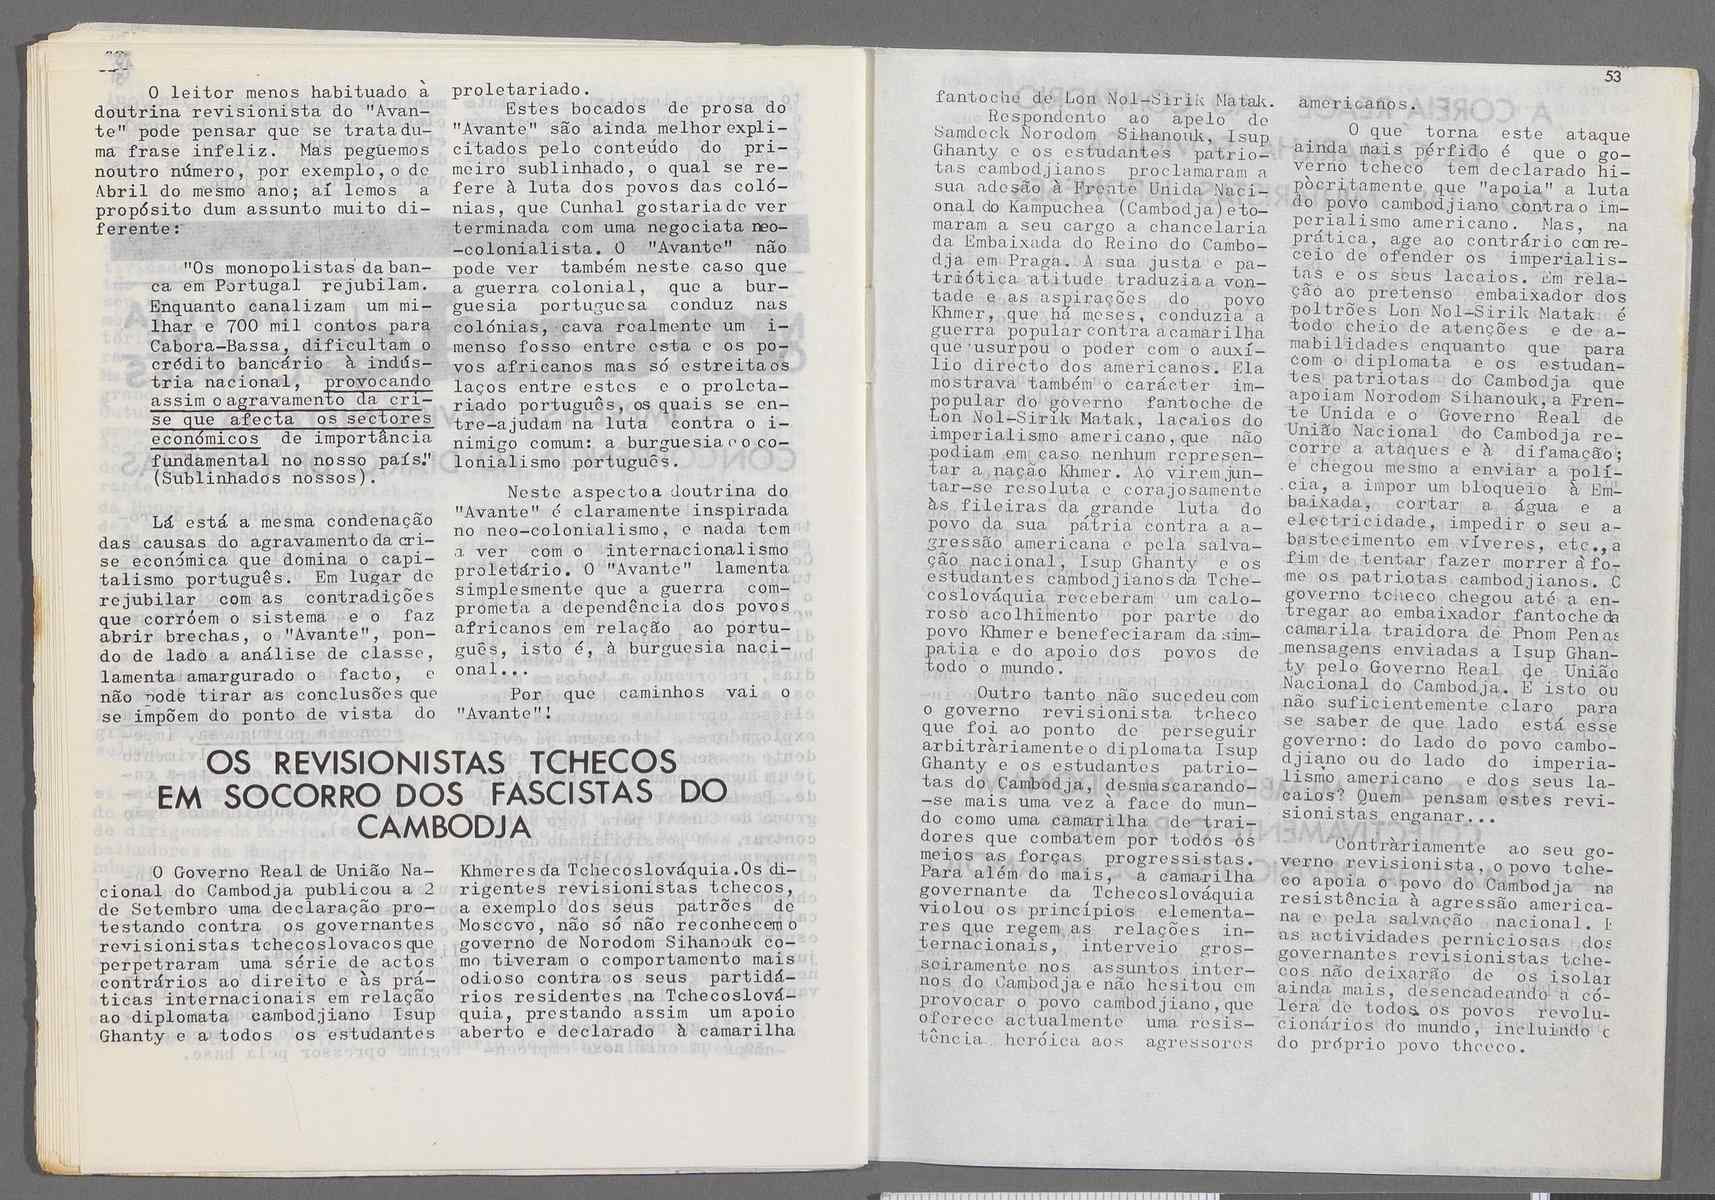 O leitor menos habituado à
doutrina revisionista do "Avan-
te" pode pensar que se trata du-
ma frase infeliz. Mas peguemos
noutro número, por exemplo, o de
Abril do mesmo ano; aí lemos a
propósito dum assunto muito di-
ferente:
"Os monopolistas da ban-
ca em Portugal rejubilam.
Enquanto canalizam um mi-
lhar e 700 mil contos para
Cabora-Bassa, dificultam o
crédito bancário à indús-
tria nacional, provocando
assim o agravamento da cri-
se que afecta os sectores
económicos de importância
fundamental no nosso país."
(Sublinhados nossos).
Lá está a mesma condenação
das causas do agravamento da cri-
se económica que domina o capi-
talismo português. Em lugar de
rejubilar com as contradições
que corróem o sistema e o faz
abrir brechas, o "Avante", pon-
do de lado a análise de classe,
lamenta amargurado o facto, e
não pode tirar as conclusões que
se impõem do ponto de vista do
proletariado.
Estes bocados de prosa do
"Avante" são ainda melhor expli-
citados pelo conteúdo do pri-
meiro sublinhado, o qual se re-
fere à luta dos povos das coló-
nias, que Cunhal gostaria de ver
terminada com uma negociata neo-
-colonialista. O "Avante" não
pode ver também neste caso que
a guerra colonial, que a bur-
guesia portuguesa conduz nas
colónias, cava realmente um i-
menso fosso entre esta e os po-
vos africanos mas só estreita os
laços entre estes e o proleta-
riado português, os quais se en-
tre-ajudam na luta contra o i-
nimigo comum: a burguesia e o co-
lonialismo português.
Neste aspecto a doutrina do
"Avante" é claramente inspirada
no neo-colonialismo, e nada tem
a ver com o internacionalismo
proletário. O "Avante" lamenta
simplesmente que a guerra com-
prometa a dependência dos povos
africanos em relação ao portu-
guês, isto é, à burguesia naci-
onal...
Por que caminhos vai o
"Avante"!
OS REVISIONISTAS TCHECOS
EM SOCORRO DOS FASCISTAS DO
CAMBODJA
O Governo Real de União Na-
cional do Cambodja publicou a 2
de Setembro uma declaração pro-
testando contra os governantes
revisionistas tchecoslovacos que
perpetraram uma série de actos
contrários ao direito e às prá-
ticas internacionais em relação
ao diplomata cambodjiano Isup
Ghanty e a todos os estudantes
Khmeres da Tchecoslováquia. Os di-
rigentes revisionistas tchecos,
a exemplo dos seus patrões de
Moscovo, não só não reconhecem o
governo de Norodom Sihanouk co-
mo tiveram o comportamento mais
odioso contra os seus partidá-
rios residentes na Tchecoslová-
quia, prestando assim um apoio
aberto e declarado à camarilha
53
fantoche de Lon Nol-Sirik Matak.
Respondento ao apelo de
Samdeck Norodom Sihanouk, Isup
Ghanty e os estudantes patrio-
tas cambodjianos proclamaram a
sua adesão à Frente Unida Naci-
onal do Kampuchea (Cambodja) e to-
maram a seu cargo a chancelaria
da Embaixada do Reino do Cambo-
dja em Praga. A sua justa e pa-
triótica atitude traduzia a von-
tade e as aspirações do povo
Khmer, que há meses, conduzia a
guerra popular contra a camarilha
que usurpou o poder com o auxí-
lio directo dos americanos. Ela
mostrava também o carácter im-
popular do governo fantoche de
Lon Nol-Sirik Matak, lacaios do
imperialismo americano, que não
podiam em caso nenhum represen-
tar a nação Khmer. Ao virem jun-
tar-se resoluta e corajosamente
às fileiras da grande luta do
povo da sua pátria contra a a-
gressão americana e pela salva-
ção nacional, Isup Ghanty e os
estudantes cambodjianos da Tche-
coslováquia receberam um calo-
roso acolhimento por parte do
povo Khmer e benefeciaram da sim-
patia e do apoio dos povos de
todo o mundo.
Outro tanto não sucedeu com
o governo revisionista tcheco
que foi ao ponto de perseguir
arbitràriamente o diplomata Isup
Ghanty e os estudantes patrio-
tas do Cambodja, desmascarando-
-se mais uma vez à face do mun-
do como uma camarilha de trai-
dores que combatem por todos os
meios as forças progressistas.
Para além do mais, a camarilha
governante da Tchecoslováquia
violou os princípios elementa-
res que regem as relações in-
ternacionais, interveio gros-
seiramente nos assuntos inter-
nos do Cambodja e não hesitou em
provocar o povo cambodjiano, que
oferece actualmente uma resis-
tência heróica aos agressores
americanos.
O que torna este ataque
ainda mais pérfido é que o go-
verno tcheco tem declarado hi-
pòcritamente que "apoia" a luta
do povo cambodjiano contra o im-
perialismo americano. Mas, na
prática, age ao contrário com re-
ceio de ofender os imperialis-
tas e os seus lacaios. Em rela-
ção ao pretenso embaixador dos
poltrões Lon Nol-Sirik Matak é
todo cheio de atenções e de a-
mabilidades enquanto que para
com o diplomata e os estudan-
tes patriotas do Cambodja que
apoiam Norodom Sihanouk, a Fren-
te Unida e o Governo Real de
União Nacional do Cambodja re-
corre a ataques e à difamação;
e chegou mesmo a enviar a polí-
cia, a impor um bloqueio à Em-
baixada, cortar a água e a
electricidade, impedir o seu a-
bastecimento em víveres, etc., a
fim de tentar fazer morrer à fo-
me os patriotas cambodjianos. O
governo tcheco chegou até a en-
tregar ao embaixador fantoche da
camarila traidora de Pnom Pen as
mensagens enviadas a Isup Ghan-
ty pelo Governo Real de União
Nacional do Cambodja. E isto ou
não suficientemente claro para
se saber de que lado está esse
governo: do lado do povo cambo-
djiano ou do lado do imperia-
lismo americano e dos seus la-
caios? Quem pensam estes revi-
sionistas enganar...
Contràriamente ao seu go-
verno revisionista, o povo tche-
co apoia o povo do Cambodja na
resistência à agressão america-
na e pela salvação nacional. E
as actividades perniciosas dos
governantes revisionistas tche-
cos não deixarão de os isolar
ainda mais, desencadeando a có-
lera de todos os povos revolu-
cionários do mundo, incluindo e
do próprio povo thceco.